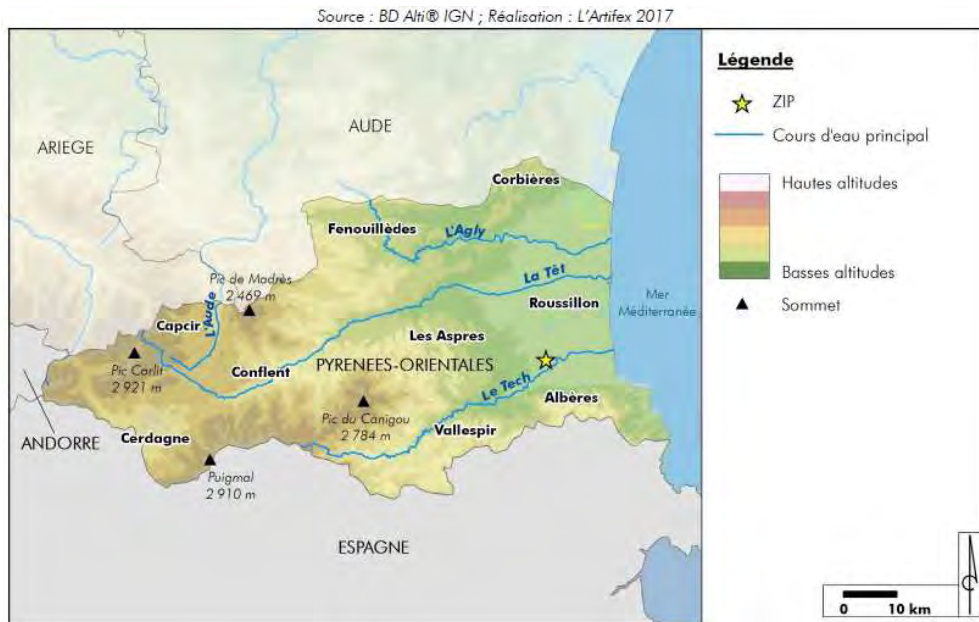 Source : BD Alti® IGN ; Réalisation : L'Artifex 2017
Légende
ZIP
Cours d'eau principal
Hautes altitudes
Basses altitudes
Sommet
AUDE
ARIEGE
Corbières
Fenouillèdes
L'Agly
Pic de Madrès
2 469 m
La Têt
Roussillon
Mer
Méditerranée
Capcir
L'Aude
Les Aspres
Pic Carlit
2 921 m
Conflent
PYRENEES-ORIENTALES
Le Tech
Albères
Pic du Canigou
2 784 m
ANDORRE
Cerdagne
Vallespir
Puigmal
2 910 m
ESPAGNE
0 10 km